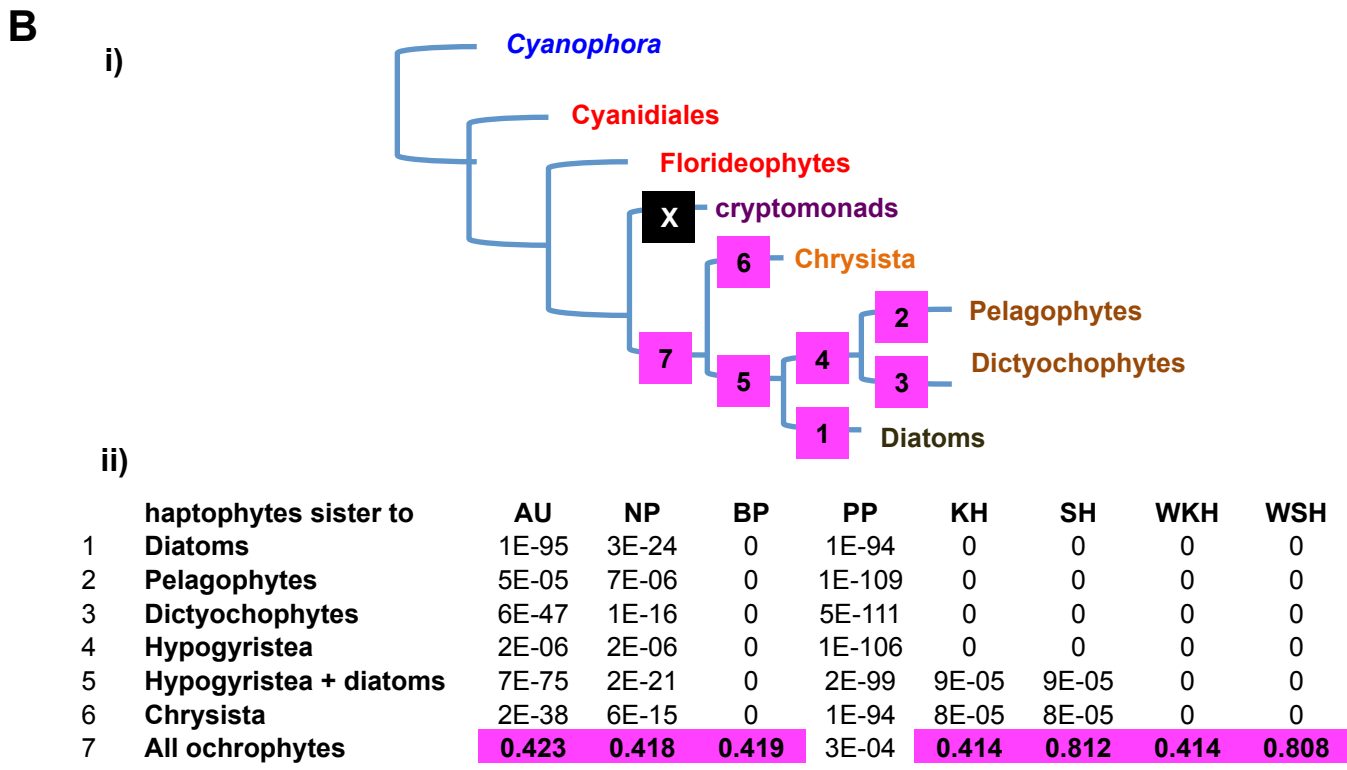 B
i)
Cyanophora
Cyanidiales
Florideophytes
X cryptomonads
6 Chrysista
2 Pelagophytes
7 5 4
3 Dictyochophytes
1 Diatoms
ii)
haptophytes sister to AU NP BP PP KH SH WKH WSH
1 Diatoms 1E-95 3E-24 0 1E-94 0 0 0 0
2 Pelagophytes 5E-05 7E-06 0 1E-109 0 0 0 0
3 Dictyochophytes 6E-47 1E-16 0 5E-111 0 0 0 0
4 Hypogyristea 2E-06 2E-06 0 1E-106 0 0 0 0
5 Hypogyristea + diatoms 7E-75 2E-21 0 2E-99 9E-05 9E-05 0 0
6 Chrysista 2E-38 6E-15 0 1E-94 8E-05 8E-05 0 0
7 All ochrophytes 0.423 0.418 0.419 3E-04 0.414 0.812 0.414 0.808